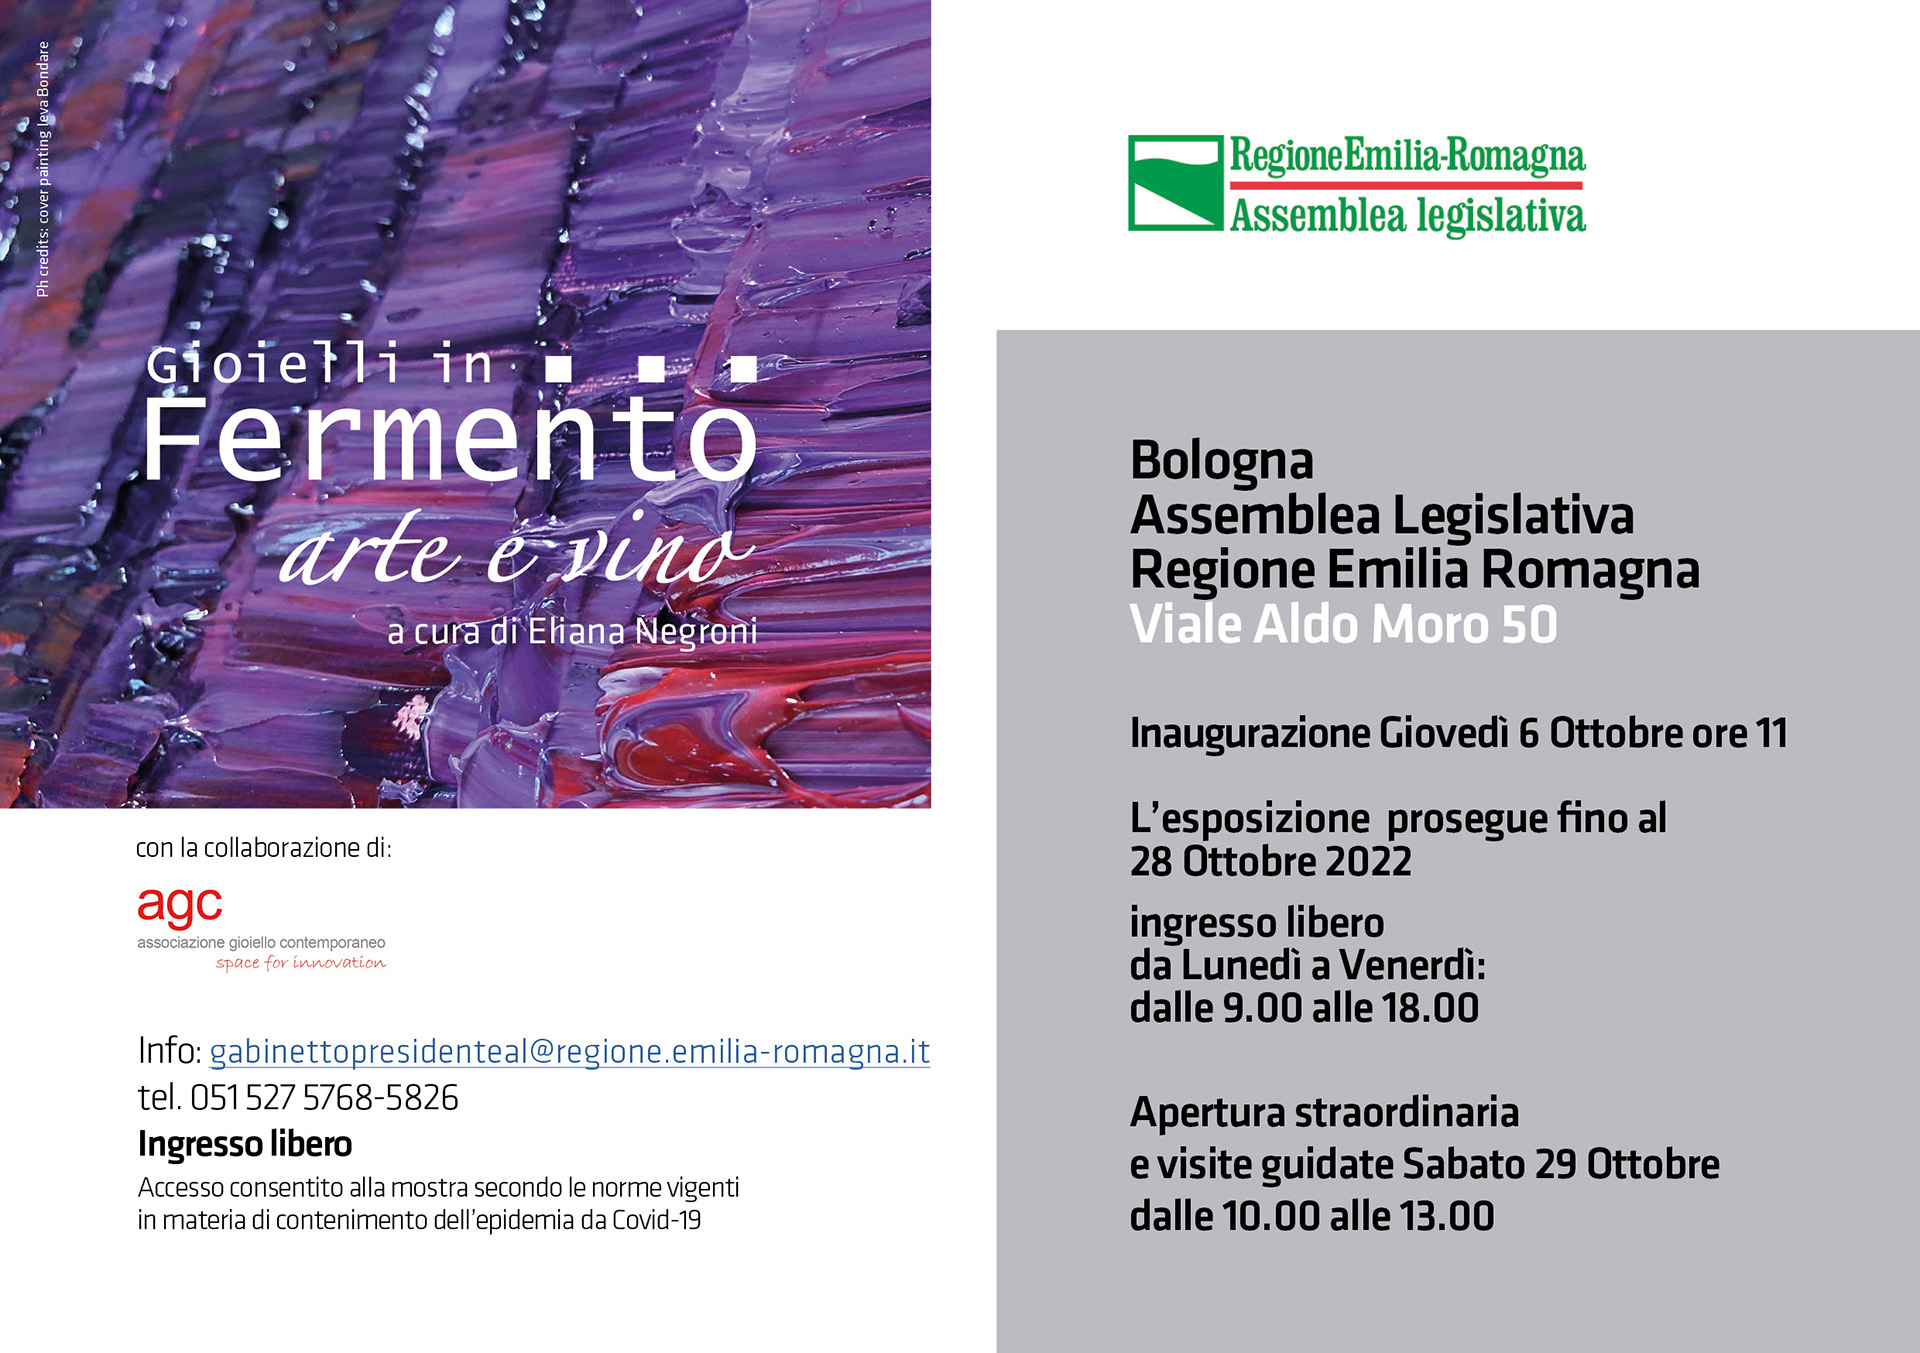 Ph credits: cover painting Ieva Bondare
Gioielli in ...
Fermento
arte e vino
a cura di Eliana Negroni
con la collaborazione di:
agc
associazione gioiello contemporaneo
space for innovation
Info: gabinettopresidenteal@regione.emilia-romagna.it
tel. 051 527 5768-5826
Ingresso libero
Accesso consentito alla mostra secondo le norme vigenti
in materia di contenimento dell'epidemia da Covid-19
RegioneEmilia-Romagna
Assemblea legislativa
Bologna
Assemblea Legislativa
Regione Emilia Romagna
Viale Aldo Moro 50
Inaugurazione Giovedì 6 Ottobre ore 11
L'esposizione prosegue fino al
28 Ottobre 2022
ingresso libero
da Lunedì a Venerdì:
dalle 9.00 alle 18.00
Apertura straordinaria
e visite guidate Sabato 29 Ottobre
dalle 10.00 alle 13.00